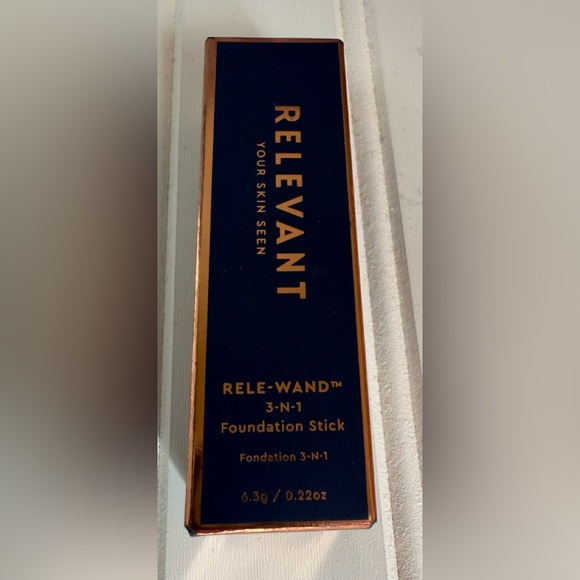 RELEVANT
YOUR SKIN SEEN
RELE-WAND™
3-N-1
Foundation Stick
Fondation 3-N-1
6.3g / 0.22oz